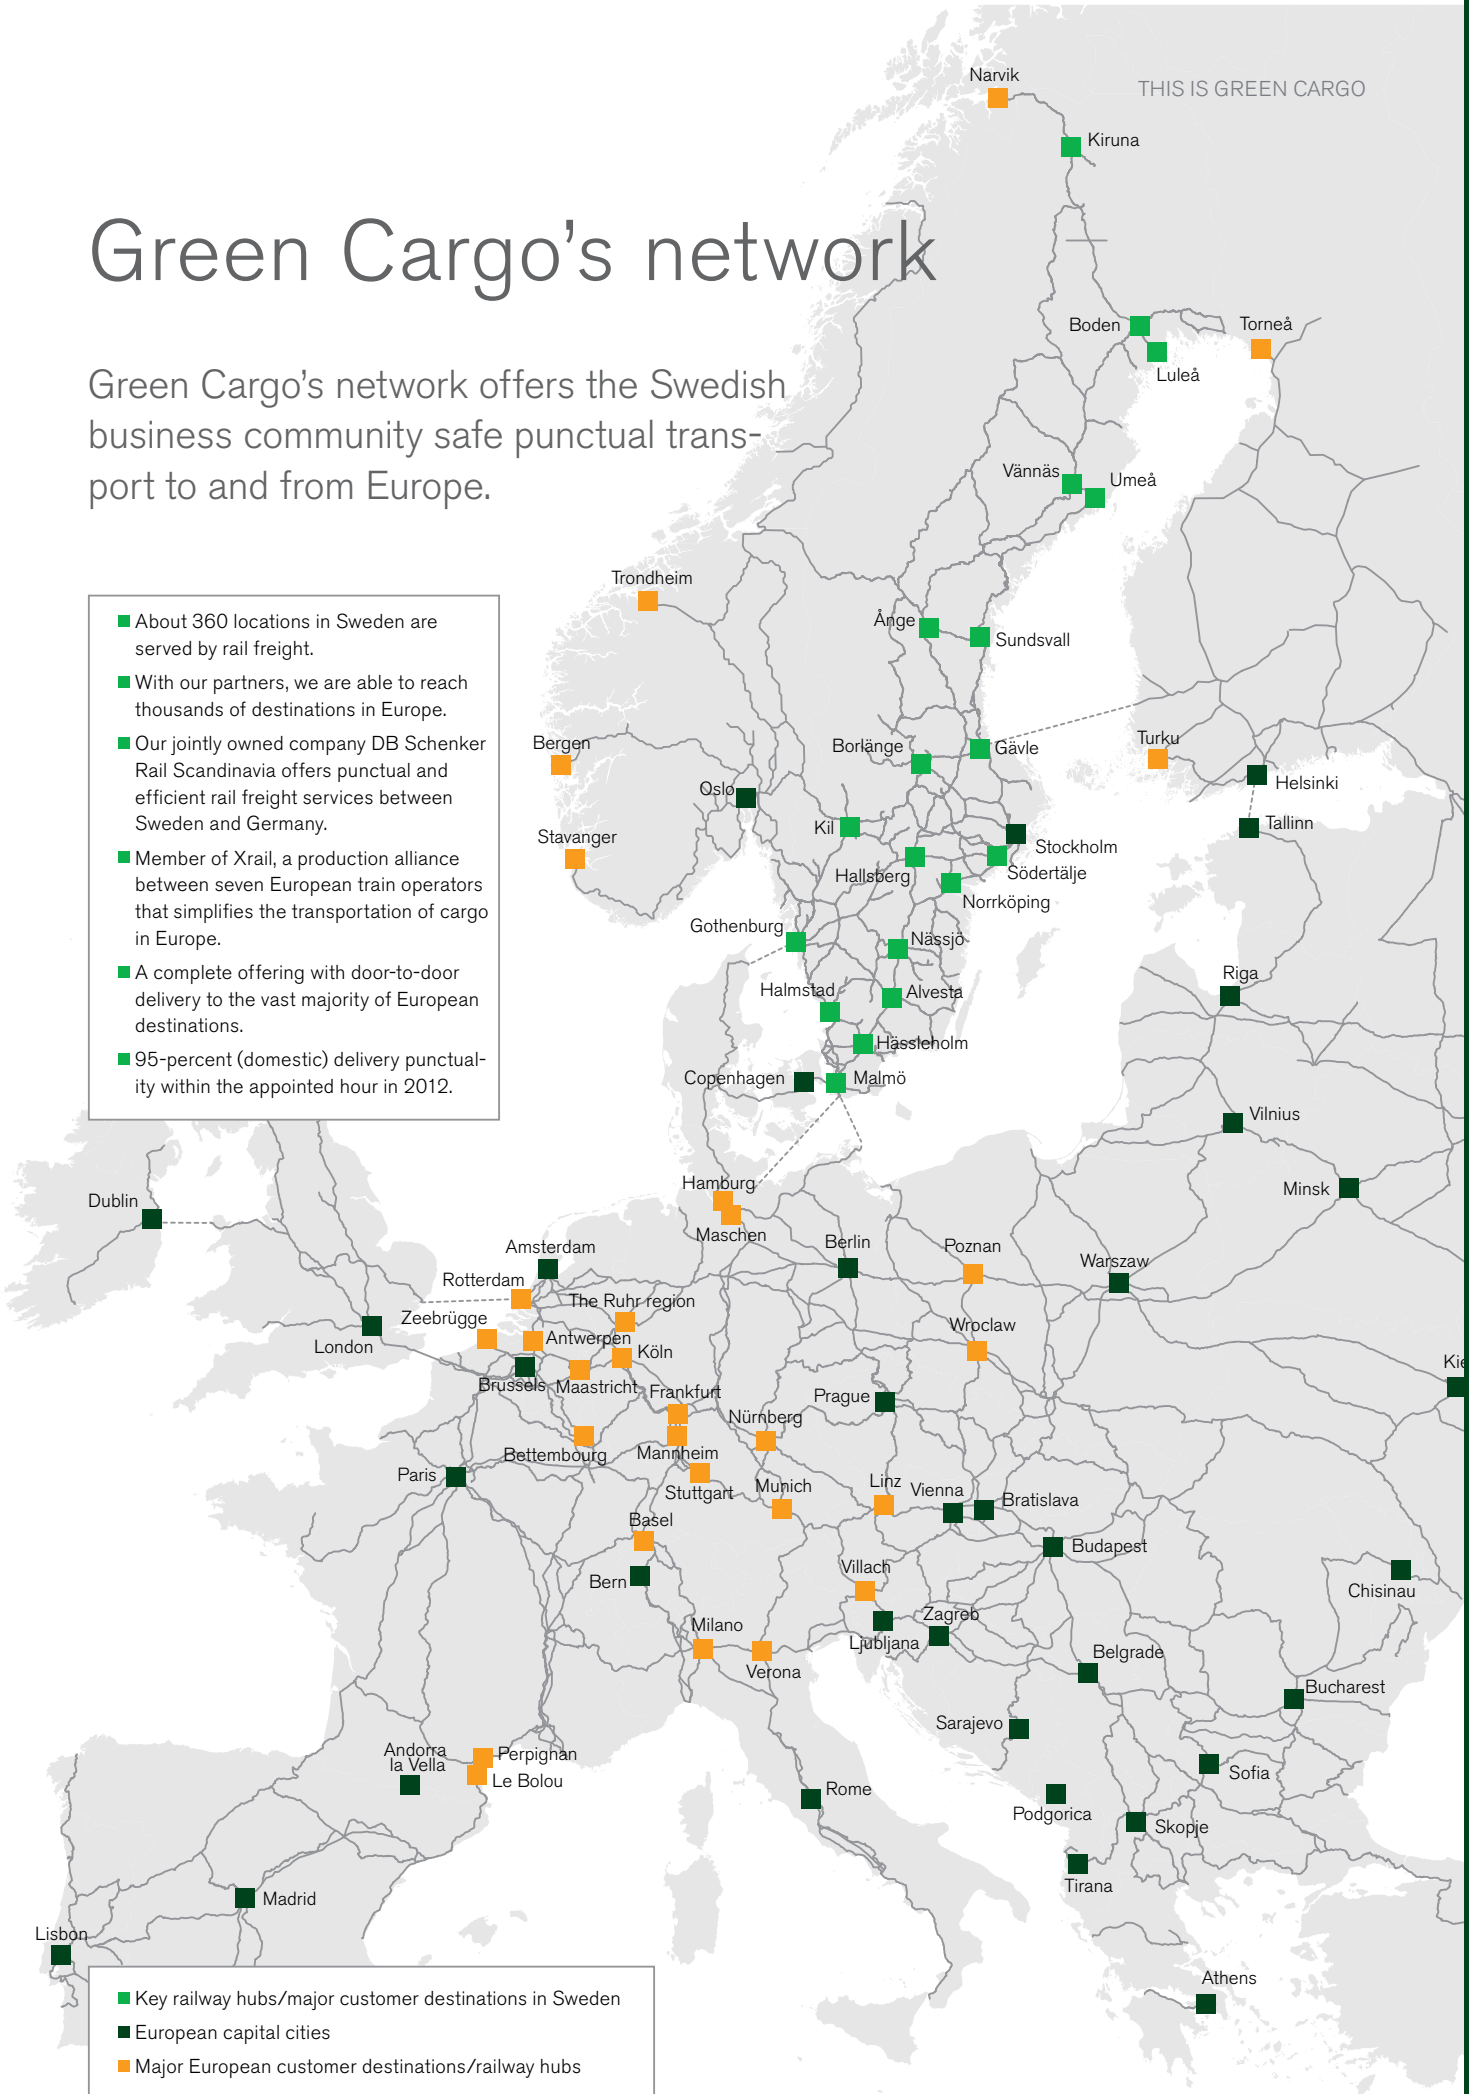 THIS IS GREEN CARGO
Green Cargo’s network
Green Cargo’s network offers the Swedish
business community safe punctual trans-
port to and from Europe.
About 360 locations in Sweden are
served by rail freight.
With our partners, we are able to reach
thousands of destinations in Europe.
Our jointly owned company DB Schenker
Rail Scandinavia offers punctual and
efficient rail freight services between
Sweden and Germany.
Member of Xrail, a production alliance
between seven European train operators
that simplifies the transportation of cargo
in Europe.
A complete offering with door-to-door
delivery to the vast majority of European
destinations.
95-percent (domestic) delivery punctual-
ity within the appointed hour in 2012.
Narvik
Kiruna
Boden
Torneå
Luleå
Vännäs
Umeå
Trondheim
Ånge
Sundsvall
Bergen
Borlänge
Gävle
Turku
Helsinki
Oslo
Tallinn
Kil
Stavanger
Stockholm
Hallsberg
Södertälje
Norrköping
Gothenburg
Nässjö
Riga
Halmstad
Alvesta
Hässleholm
Copenhagen
Malmö
Vilnius
Minsk
Dublin
Hamburg
Maschen
Amsterdam
Berlin
Poznan
Warszaw
Rotterdam
The Ruhr region
Zeebrügge
Antwerpen
Wroclaw
London
Köln
Kie
Brussels
Maastricht
Frankfurt
Prague
Nürnberg
Bettembourg
Mannheim
Paris
Stuttgart
Munich
Linz
Vienna
Bratislava
Basel
Budapest
Bern
Villach
Chisinau
Milano
Zagreb
Ljubljana
Verona
Belgrade
Bucharest
Sarajevo
Andorra
la Vella
Perpignan
Le Bolou
Sofia
Rome
Podgorica
Skopje
Tirana
Madrid
Lisbon
Athens
Key railway hubs/major customer destinations in Sweden
European capital cities
Major European customer destinations/railway hubs